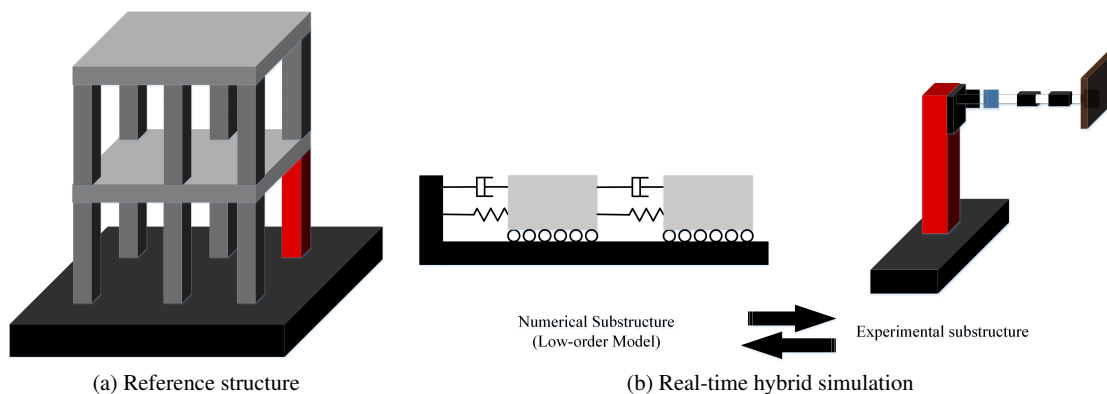 Numerical Substructure
(Low-order Model)
Experimental substructure
(a) Reference structure
(b) Real-time hybrid simulation